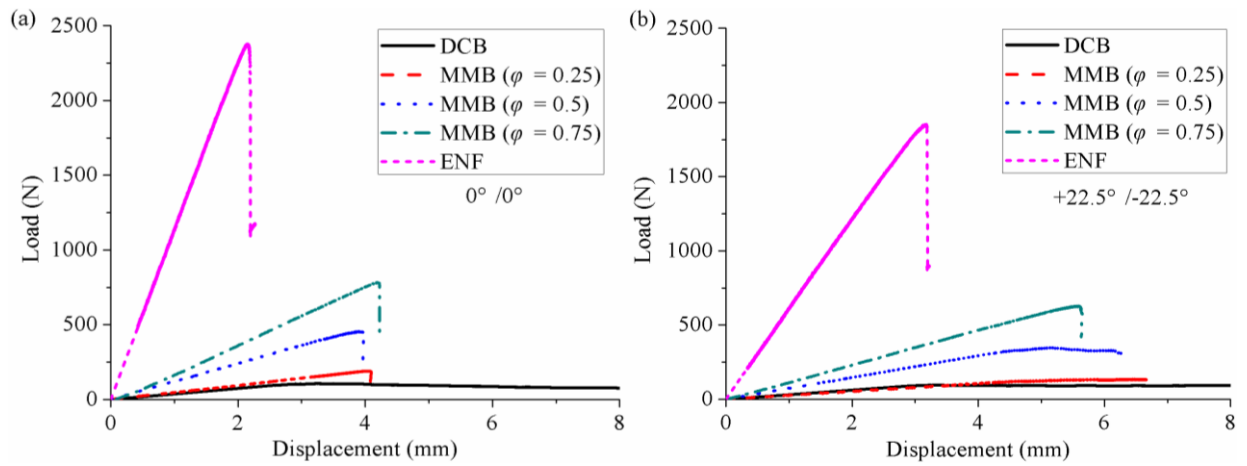 (a)
2500
2000
1500
1000
500
0
Load (N)
0 2 4 6 8
Displacement (mm)
DCB
MMB (φ = 0.25)
MMB (φ = 0.5)
MMB (φ = 0.75)
ENF
0° /0°
(b)
2500
2000
1500
1000
500
0
Load (N)
0 2 4 6 8
Displacement (mm)
DCB
MMB (φ = 0.25)
MMB (φ = 0.5)
MMB (φ = 0.75)
ENF
+22.5° /-22.5°